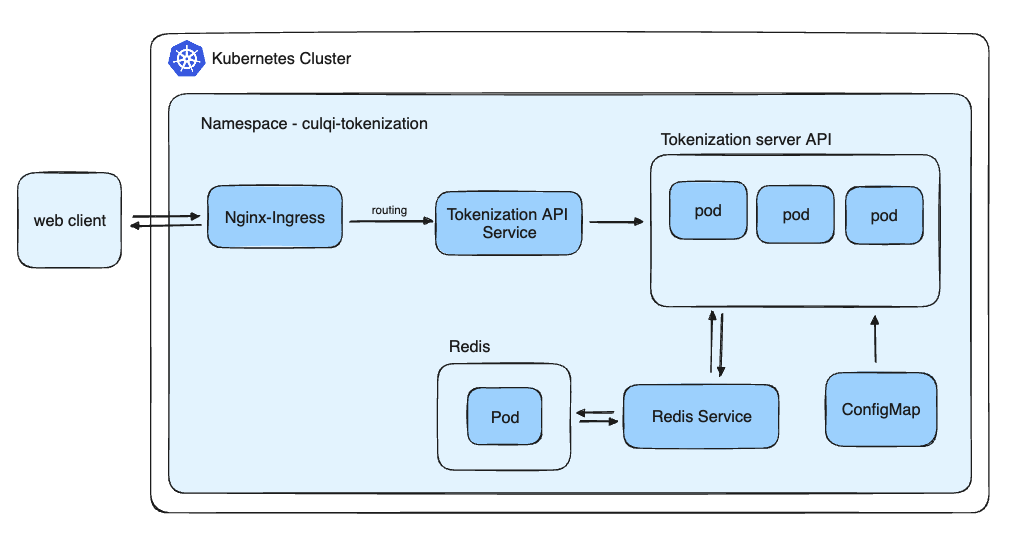 Kubernetes Cluster
Namespace - culqi-tokenization
Tokenization server API
web client
Nginx-Ingress
routing
Tokenization API
Service
pod
pod
pod
Redis
Pod
Redis Service
ConfigMap